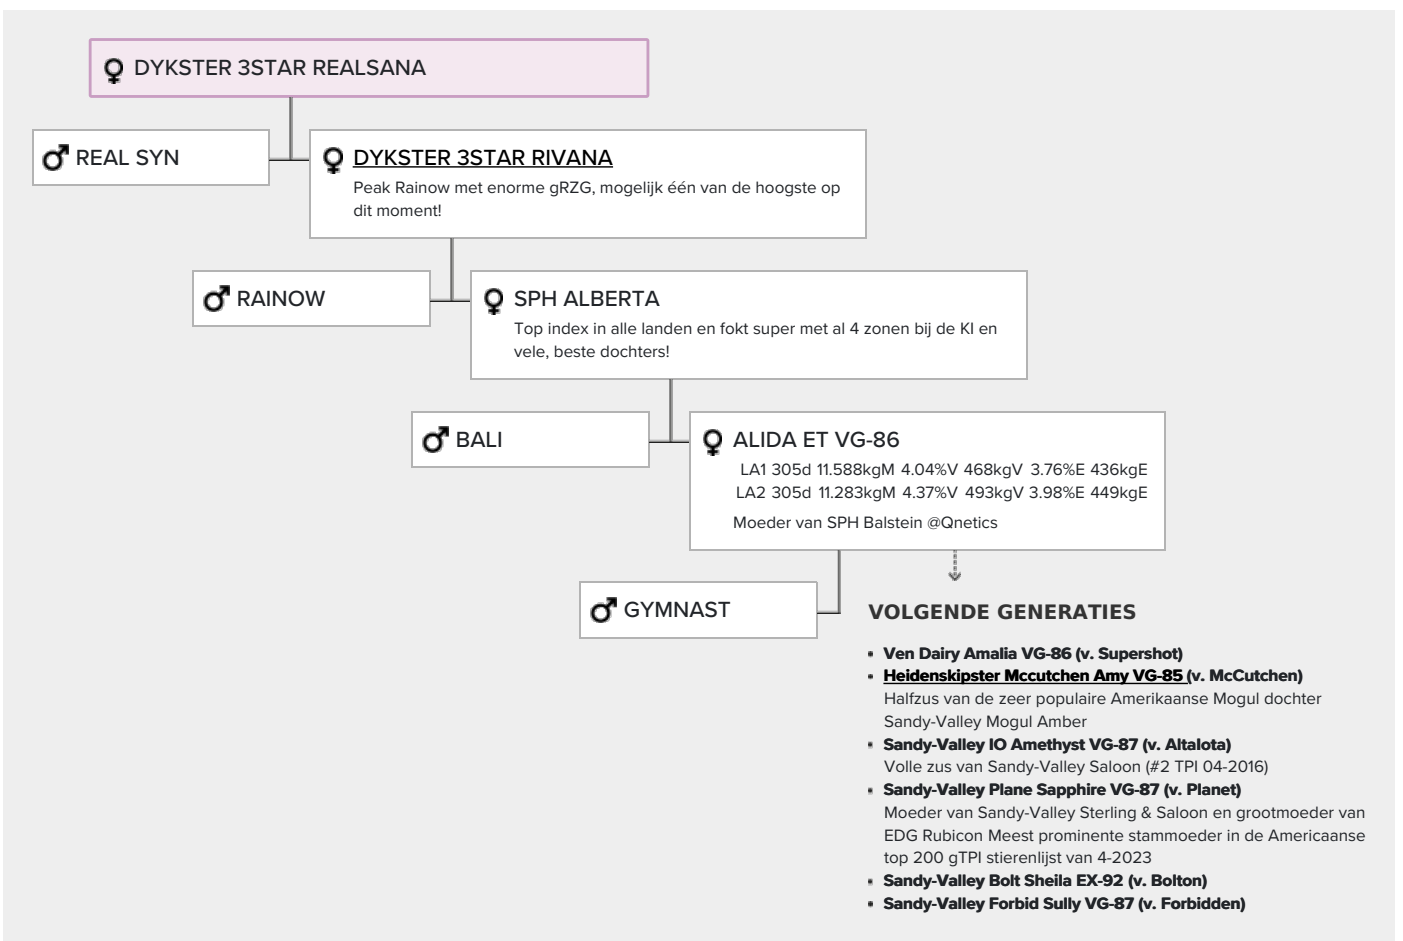 DYKSTER 3STAR REALSANA
REAL SYN
DYKSTER 3STAR RIVANA
Peak Rainow met enorme gRZG, mogelijk één van de hoogste op
dit moment!
RAINOW
SPH ALBERTA
Top index in alle landen en fokt super met al 4 zonen bij de KI en
vele, beste dochters!
BALI
ALIDA ET VG-86
LA1 305d 11.588kgM 4.04%V 468kgV 3.76%E 436kgE
LA2 305d 11.283kgM 4.37%V 493kgV 3.98%E 449kgE
Moeder van SPH Balstein @Qnetics
GYMNAST
VOLGENDE GENERATIES
• Ven Dairy Amalia VG-86 (v. Supershot)
• Heidenskipster Mccutchen Amy VG-85 (v. McCutchen)
Halfzus van de zeer populaire Amerikaanse Mogul dochter
Sandy-Valley Mogul Amber
• Sandy-Valley IO Amethyst VG-87 (v. AltaIota)
Volle zus van Sandy-Valley Saloon (#2 TPI 04-2016)
• Sandy-Valley Plane Sapphire VG-87 (v. Planet)
Moeder van Sandy-Valley Sterling & Saloon en grootmoeder van
EDG Rubicon Meest prominente stammoeder in de Americaanse
top 200 gTPI stierenlijst van 4-2023
• Sandy-Valley Bolt Sheila EX-92 (v. Bolton)
• Sandy-Valley Forbid Sully VG-87 (v. Forbidden)